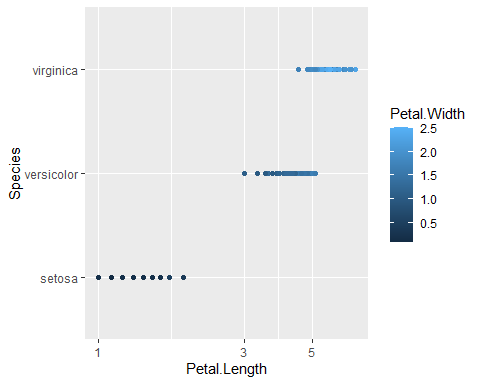 virginica
versicolor
setosa
Species
1
3
5
Petal.Length
Petal.Width
2.5
2.0
1.5
1.0
0.5